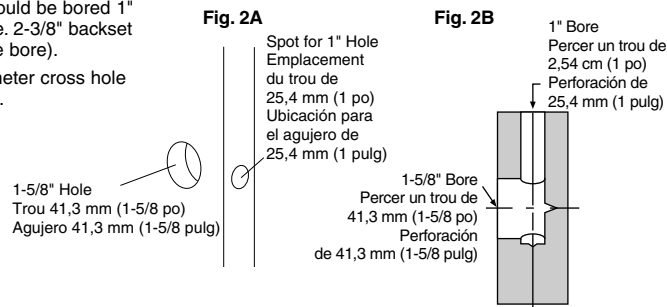 ould be bored 1"
e. 2-3/8" backset
e bore).
neter cross hole
.
Fig. 2A
Spot for 1" Hole
Emplacement
du trou de
25,4 mm (1 po)
Ubicación para
el agujero de
25,4 mm (1 pulg)
1-5/8" Hole
Trou 41,3 mm (1-5/8 po)
Agujero 41,3 mm (1-5/8 pulg)
Fig. 2B
1" Bore
Percer un trou de
2,54 cm (1 po)
Perforación de
25,4 mm (1 pulg)
1-5/8" Bore
Percer un trou de
41,3 mm (1-5/8 po)
Perforación
de 41,3 mm (1-5/8 pulg)